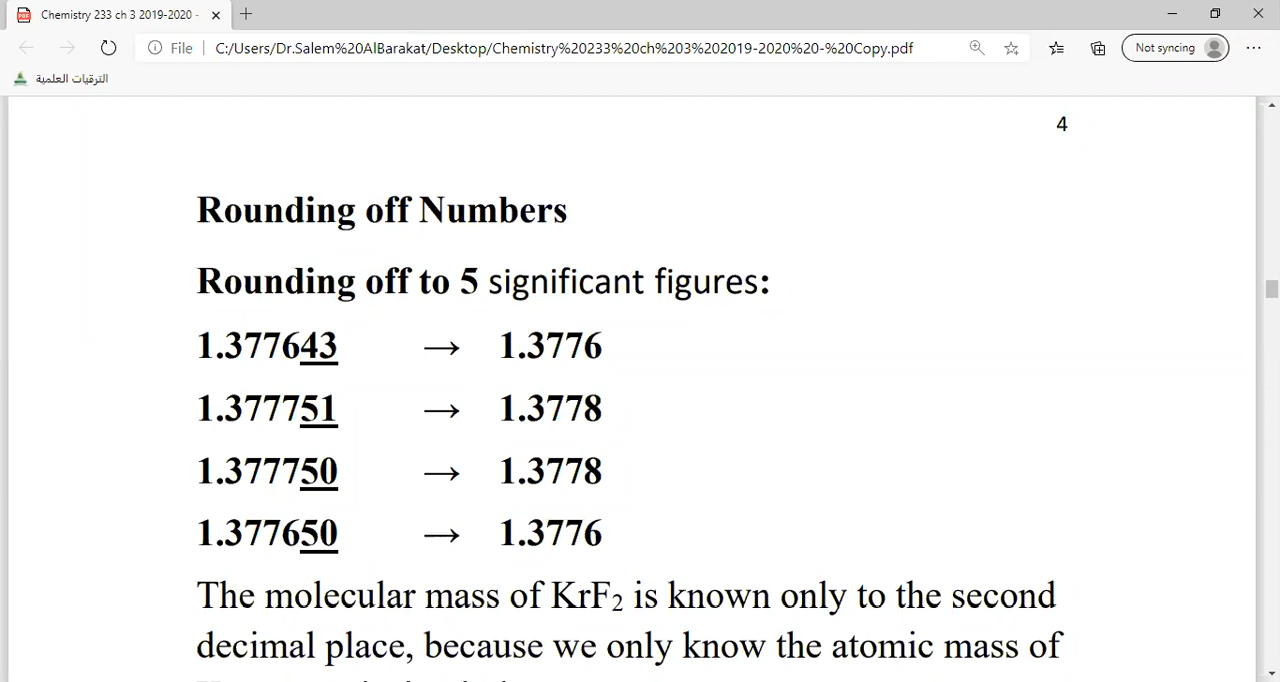 Chemistry 233 ch 3 2019-2020 -
File
C:/Users/Dr.Salem%20AlBarakat/Desktop/Chemistry%20233%20ch%203%202019-2020%20-%20Copy.pdf
Not syncing
الترقيات العلمية
4
Rounding off Numbers
Rounding off to 5 significant figures:
1.377643 → 1.3776
1.377751 → 1.3778
1.377750 → 1.3778
1.377650 → 1.3776
The molecular mass of KrF₂ is known only to the second
decimal place, because we only know the atomic mass of